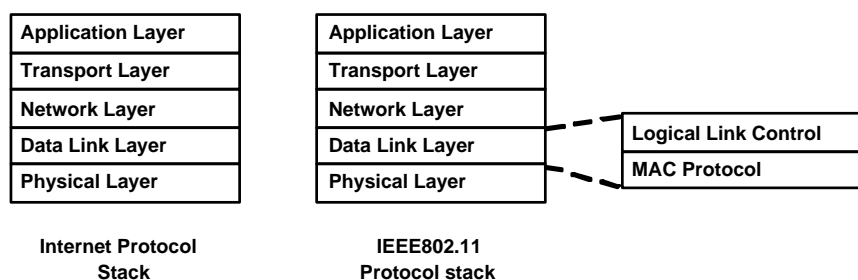 Application Layer
Transport Layer
Network Layer
Data Link Layer
Physical Layer
Internet Protocol
Stack
Application Layer
Transport Layer
Network Layer
Data Link Layer
Physical Layer
IEEE802.11
Protocol stack
Logical Link Control
MAC Protocol